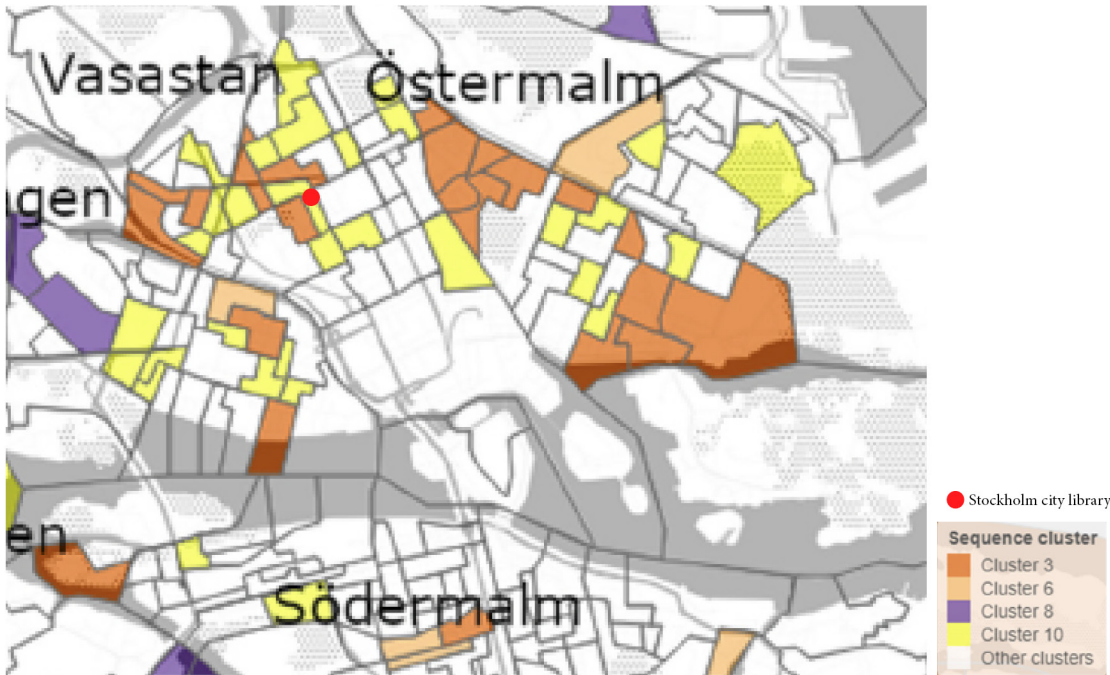 Vasastan
Östermalm
gen
en
Södermalm
Stockholm city library
Sequence cluster
Cluster 3
Cluster 6
Cluster 8
Cluster 10
Other clusters